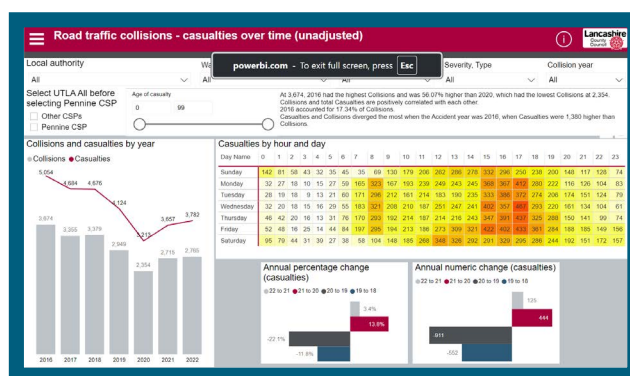 Road traffic collisions - casualties over time (unadjusted)
Lancashire
County
Council
Local authority
Severity, Type
Collision year
powerbi.com - To exit full screen, press Esc
All
All
All
All
Select UTLA All before
selecting Pennine CSP
Other CSPs
Pennine CSP
Age of casualty
0 99
At 3,674, 2016 had the highest Collisions and was 56.07% higher than 2020, which had the lowest Collisions at 2,354.
Collisions and total Casualties are positively correlated with each other.
2016 accounted for 17.34% of Collisions.
Casualties and Collisions diverged the most when the Accident year was 2016, when Casualties were 1,380 higher than
Collisions.
Collisions and casualties by year
Collisions Casualties
5,054
4,684 4,676
4,124
3,213
3,657 3,782
3,674
3,355 3,379
2,949
2,354
2,715 2,765
2016 2017 2018 2019 2020 2021 2022
Casualties by hour and day
Day Name 0 1 2 3 4 5 6 7 8 9 10 11 12 13 14 15 16 17 18 19 20 21 22 23
Sunday 142 81 58 43 32 35 45 35 69 130 179 206 262 286 278 332 296 250 238 200 148 117 128 74
Monday 32 27 18 10 15 27 59 165 323 167 193 239 249 243 245 368 367 412 280 222 116 126 104 83
Tuesday 28 19 18 9 13 21 60 171 296 212 161 214 183 190 235 333 386 372 238 206 174 151 124 79
Wednesday 32 20 18 15 16 29 55 183 321 208 210 187 251 247 241 402 357 467 293 220 161 134 104 61
Thursday 46 42 20 16 13 31 76 179 293 192 214 187 214 216 243 347 391 437 325 288 150 141 99 74
Friday 52 48 16 25 14 44 84 197 295 194 213 186 273 309 321 422 402 433 361 284 188 185 149 156
Saturday 95 79 44 31 39 27 38 58 104 148 185 268 348 326 292 291 329 295 286 244 192 151 172 157
Annual percentage change
(casualties)
22 to 21 21 to 20 20 to 19 19 to 18
3.4%
13.8%
-22.1%
-11.8%
Annual numeric change (casualties)
22 to 21 21 to 20 20 to 19 19 to 18
125
444
-911
-552